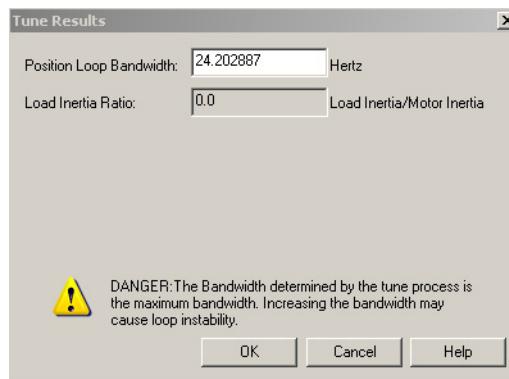 Tune Results
Position Loop Bandwidth: 24.202887 Hertz
Load Inertia Ratio: 0.0 Load Inertia/Motor Inertia
DANGER:The Bandwidth determined by the tune process is
the maximum bandwidth. Increasing the bandwidth may
cause loop instability.
OK Cancel Help